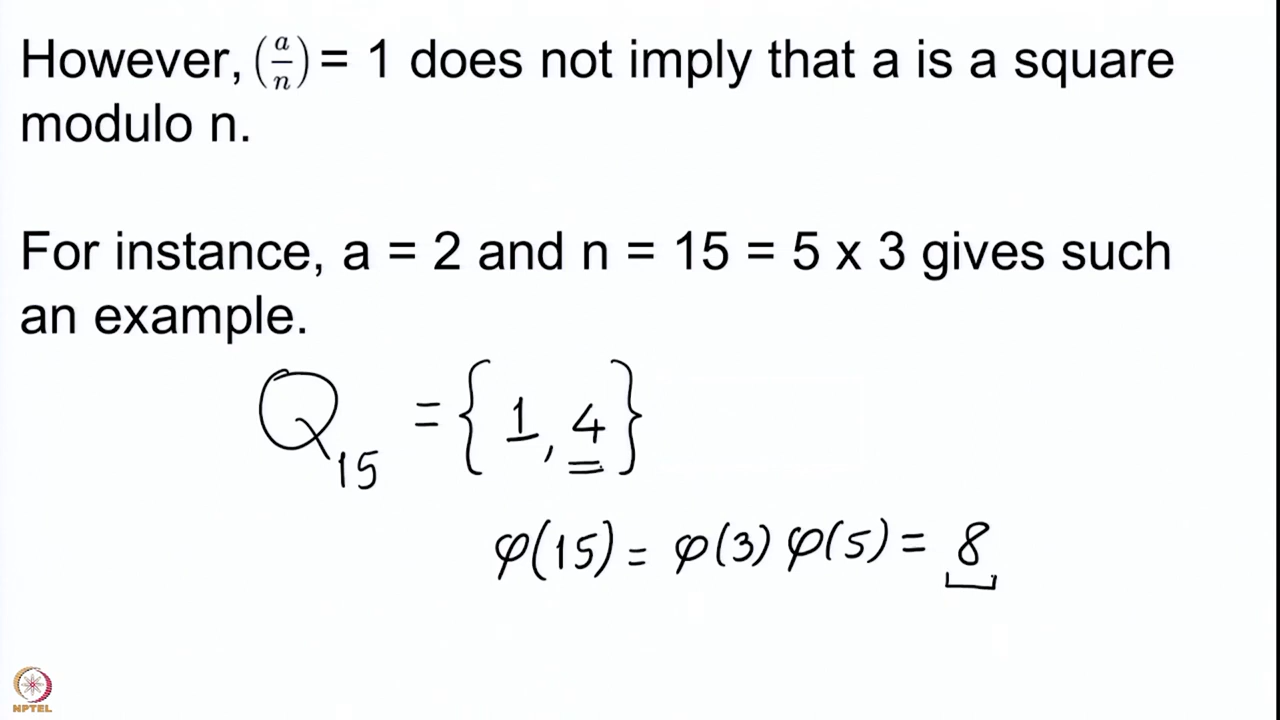 However, (a/n) = 1 does not imply that a is a square
modulo n.
For instance, a = 2 and n = 15 = 5 x 3 gives such
an example.
Q₁₅ = {1, 4}
φ(15) = φ(3) φ(5) = 8
NPTEL